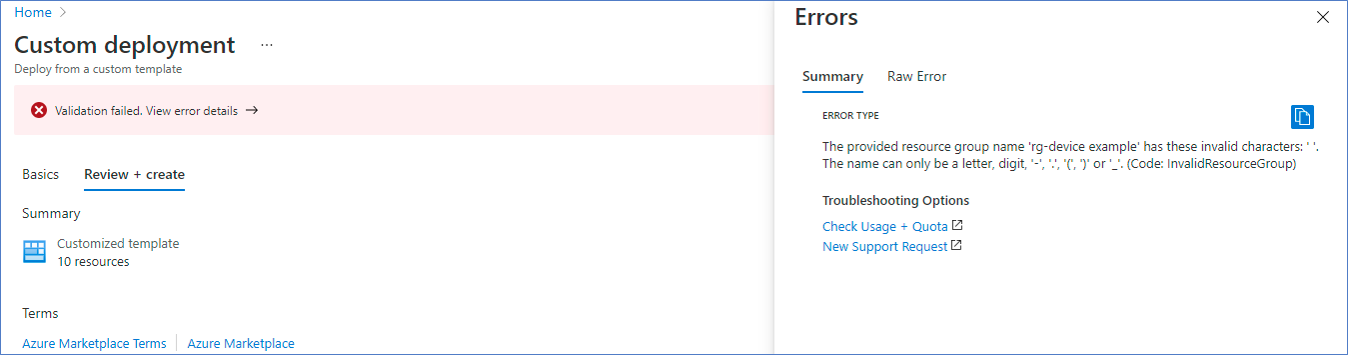 Home
Custom deployment ...
Deploy from a custom template
Validation failed. View error details
Basics Review + create
Summary
Customized template
10 resources
Terms
Azure Marketplace Terms Azure Marketplace
Errors
Summary Raw Error
ERROR TYPE
The provided resource group name 'rg-device example' has these invalid characters: ' '.
The name can only be a letter, digit, '-', '.', '(', ')' or '_'. (Code: InvalidResourceGroup)
Troubleshooting Options
Check Usage + Quota
New Support Request